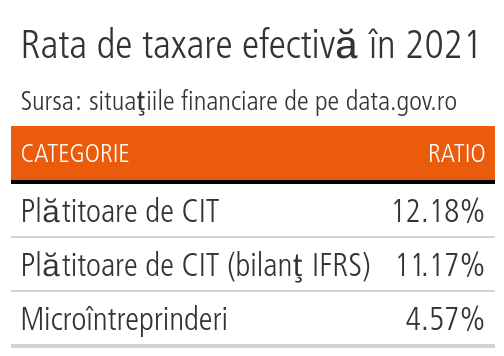 Rata de taxare efectivă în 2021
Sursa: situaţiile financiare de pe data.gov.ro
CATEGORIE RATIO
Plătitoare de CIT 12.18%
Plătitoare de CIT (bilanţ IFRS) 11.17%
Microîntreprinderi 4.57%